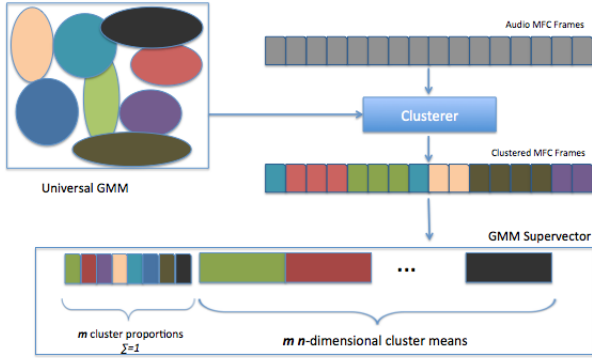 Audio MFC Frames
Clusterer
Clustered MFC Frames
Universal GMM
GMM Supervector
...
m cluster proportions
∑=1
m n-dimensional cluster means